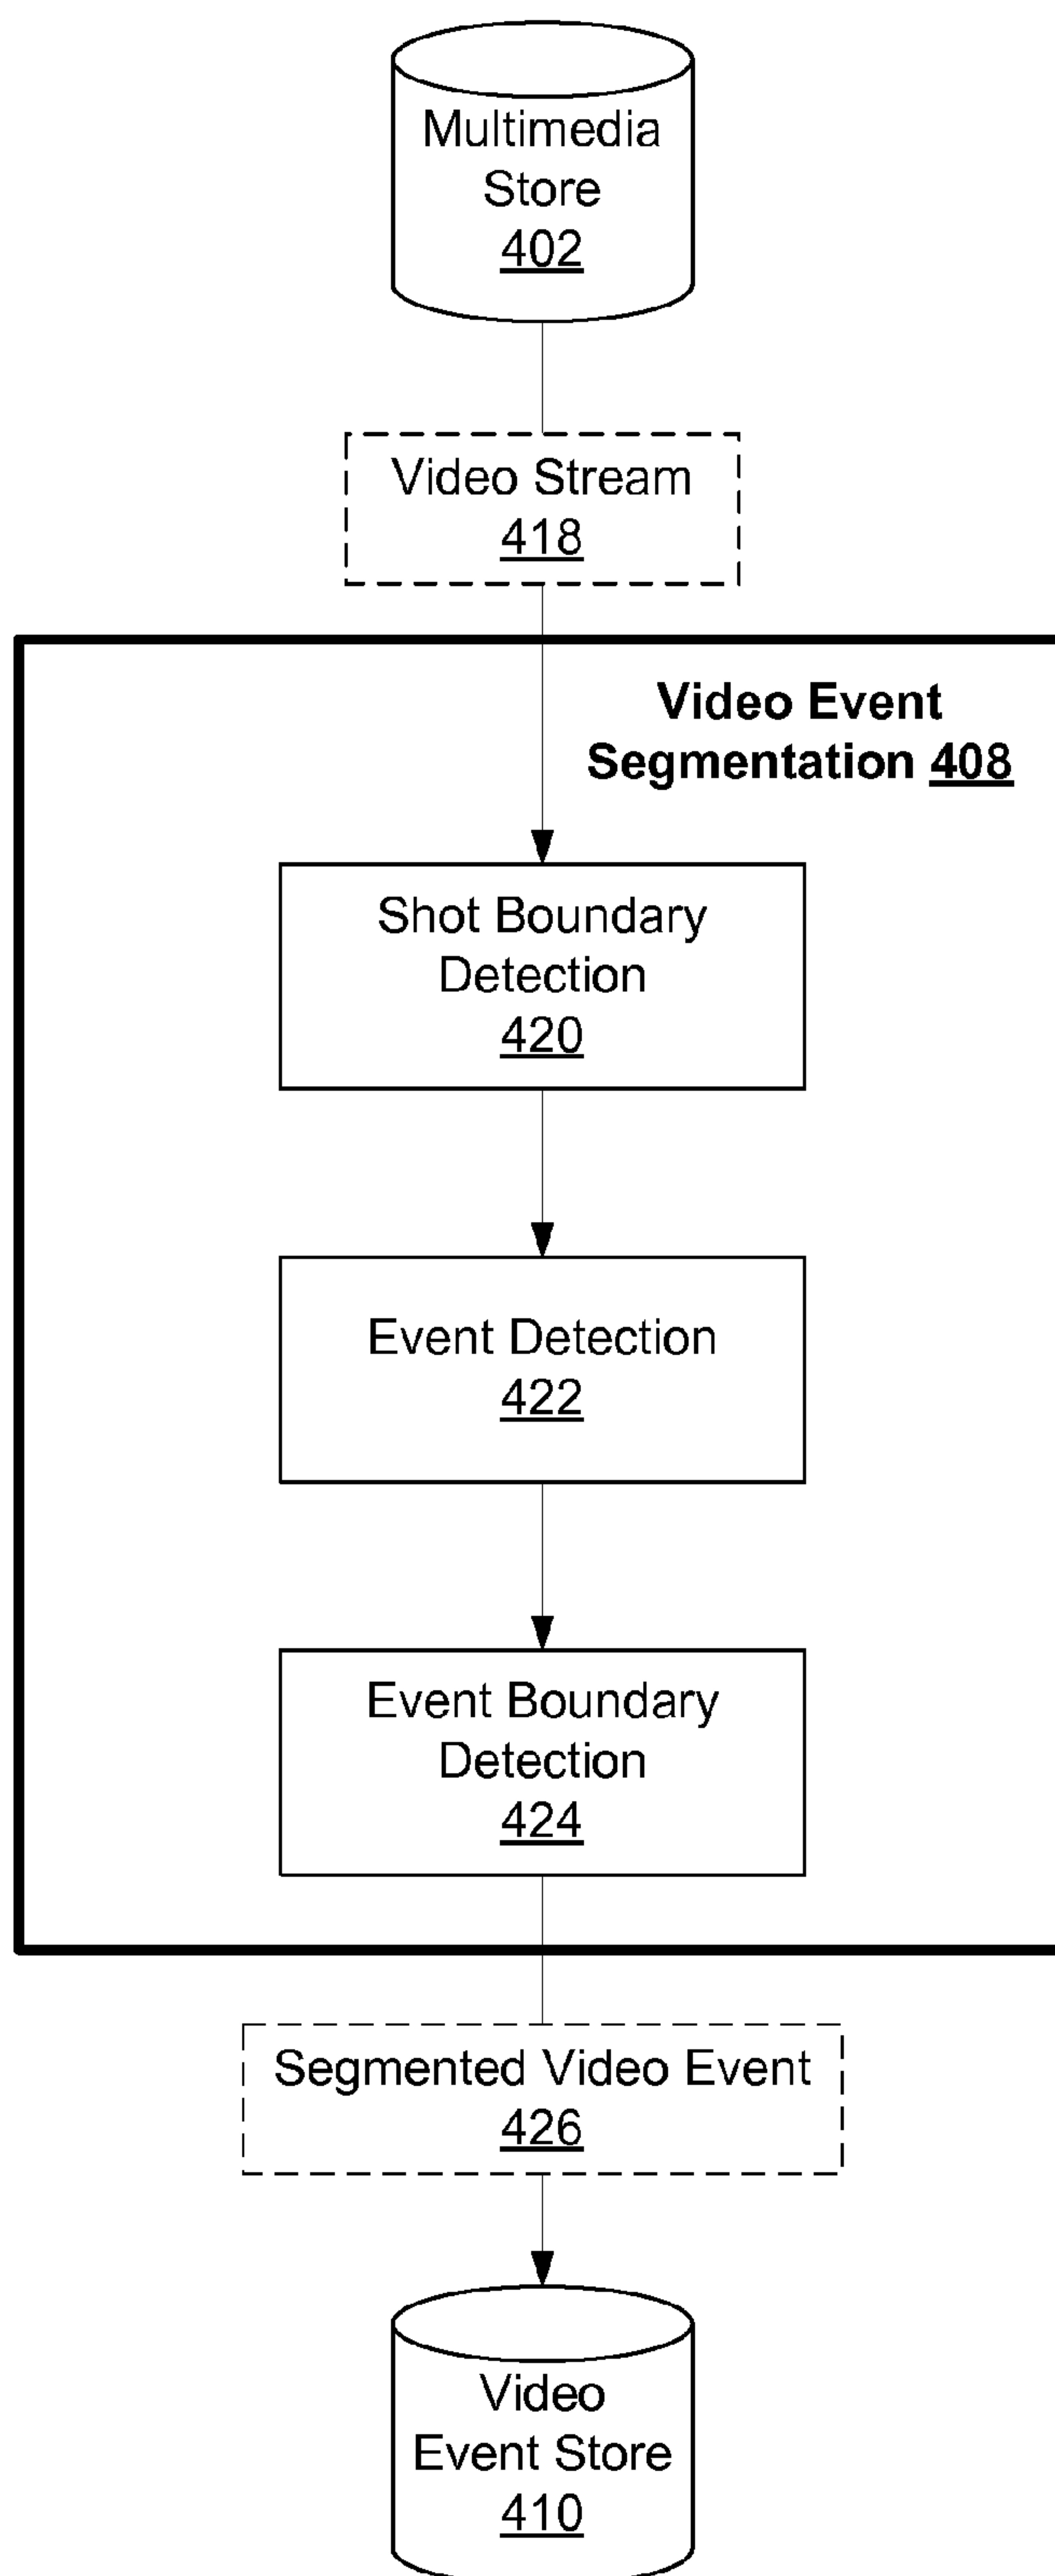 Multimedia
Store
402
Video Stream
418
Video Event
Segmentation 408
Shot Boundary
Detection
420
Event Detection
422
Event Boundary
Detection
424
Segmented Video Event
426
Video
Event Store
410